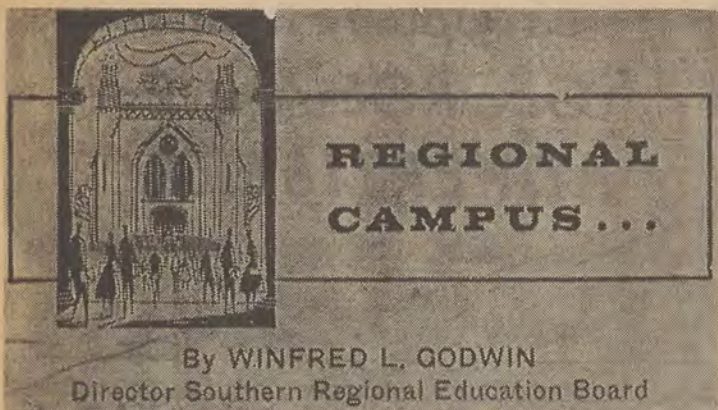 REGIONAL
CAMPUS...
By WINFRED L. GODWIN
Director Southern Regional Education Board